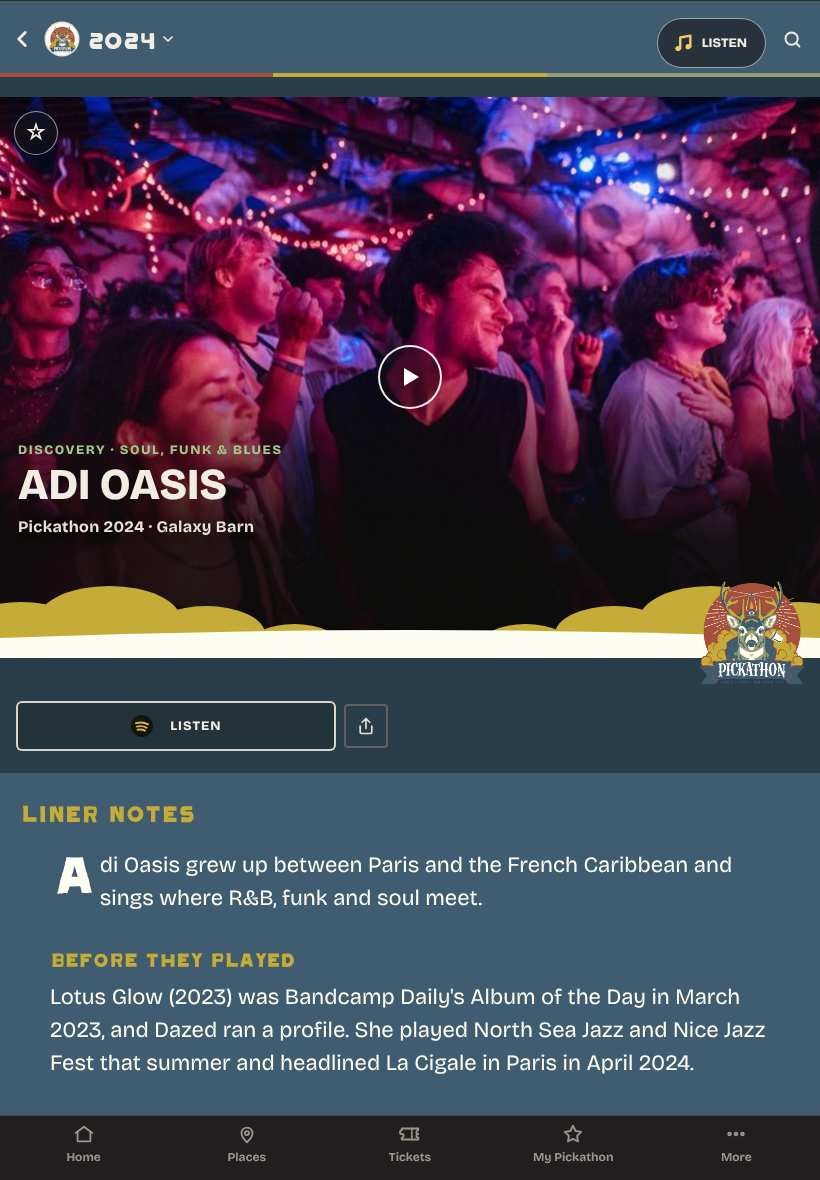 2024
LISTEN
DISCOVERY · SOUL, FUNK & BLUES
ADI OASIS
Pickathon 2024 · Galaxy Barn
PICKATHON
LISTEN
LINER NOTES
Adi Oasis grew up between Paris and the French Caribbean and
sings where R&B, funk and soul meet.
BEFORE THEY PLAYED
Lotus Glow (2023) was Bandcamp Daily's Album of the Day in March
2023, and Dazed ran a profile. She played North Sea Jazz and Nice Jazz
Fest that summer and headlined La Cigale in Paris in April 2024.
Home
Places
Tickets
My Pickathon
More